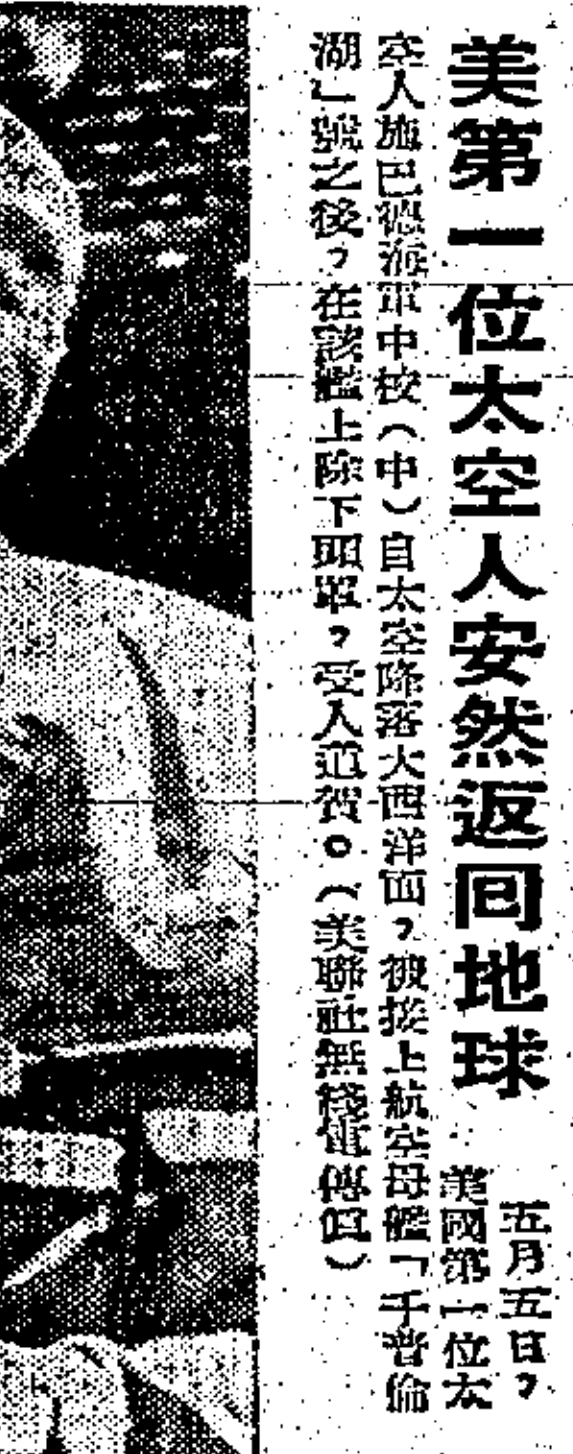 美第一位太空人安然返回地球
五月五日，
美國第一位太
空人施巴德海軍中校（中）自太空降落大西洋面，被接上航空母艦「千普倫
湖」號之後，在該艦上除下頭罩，受人道賀。（美聯社無綫電傳眞）